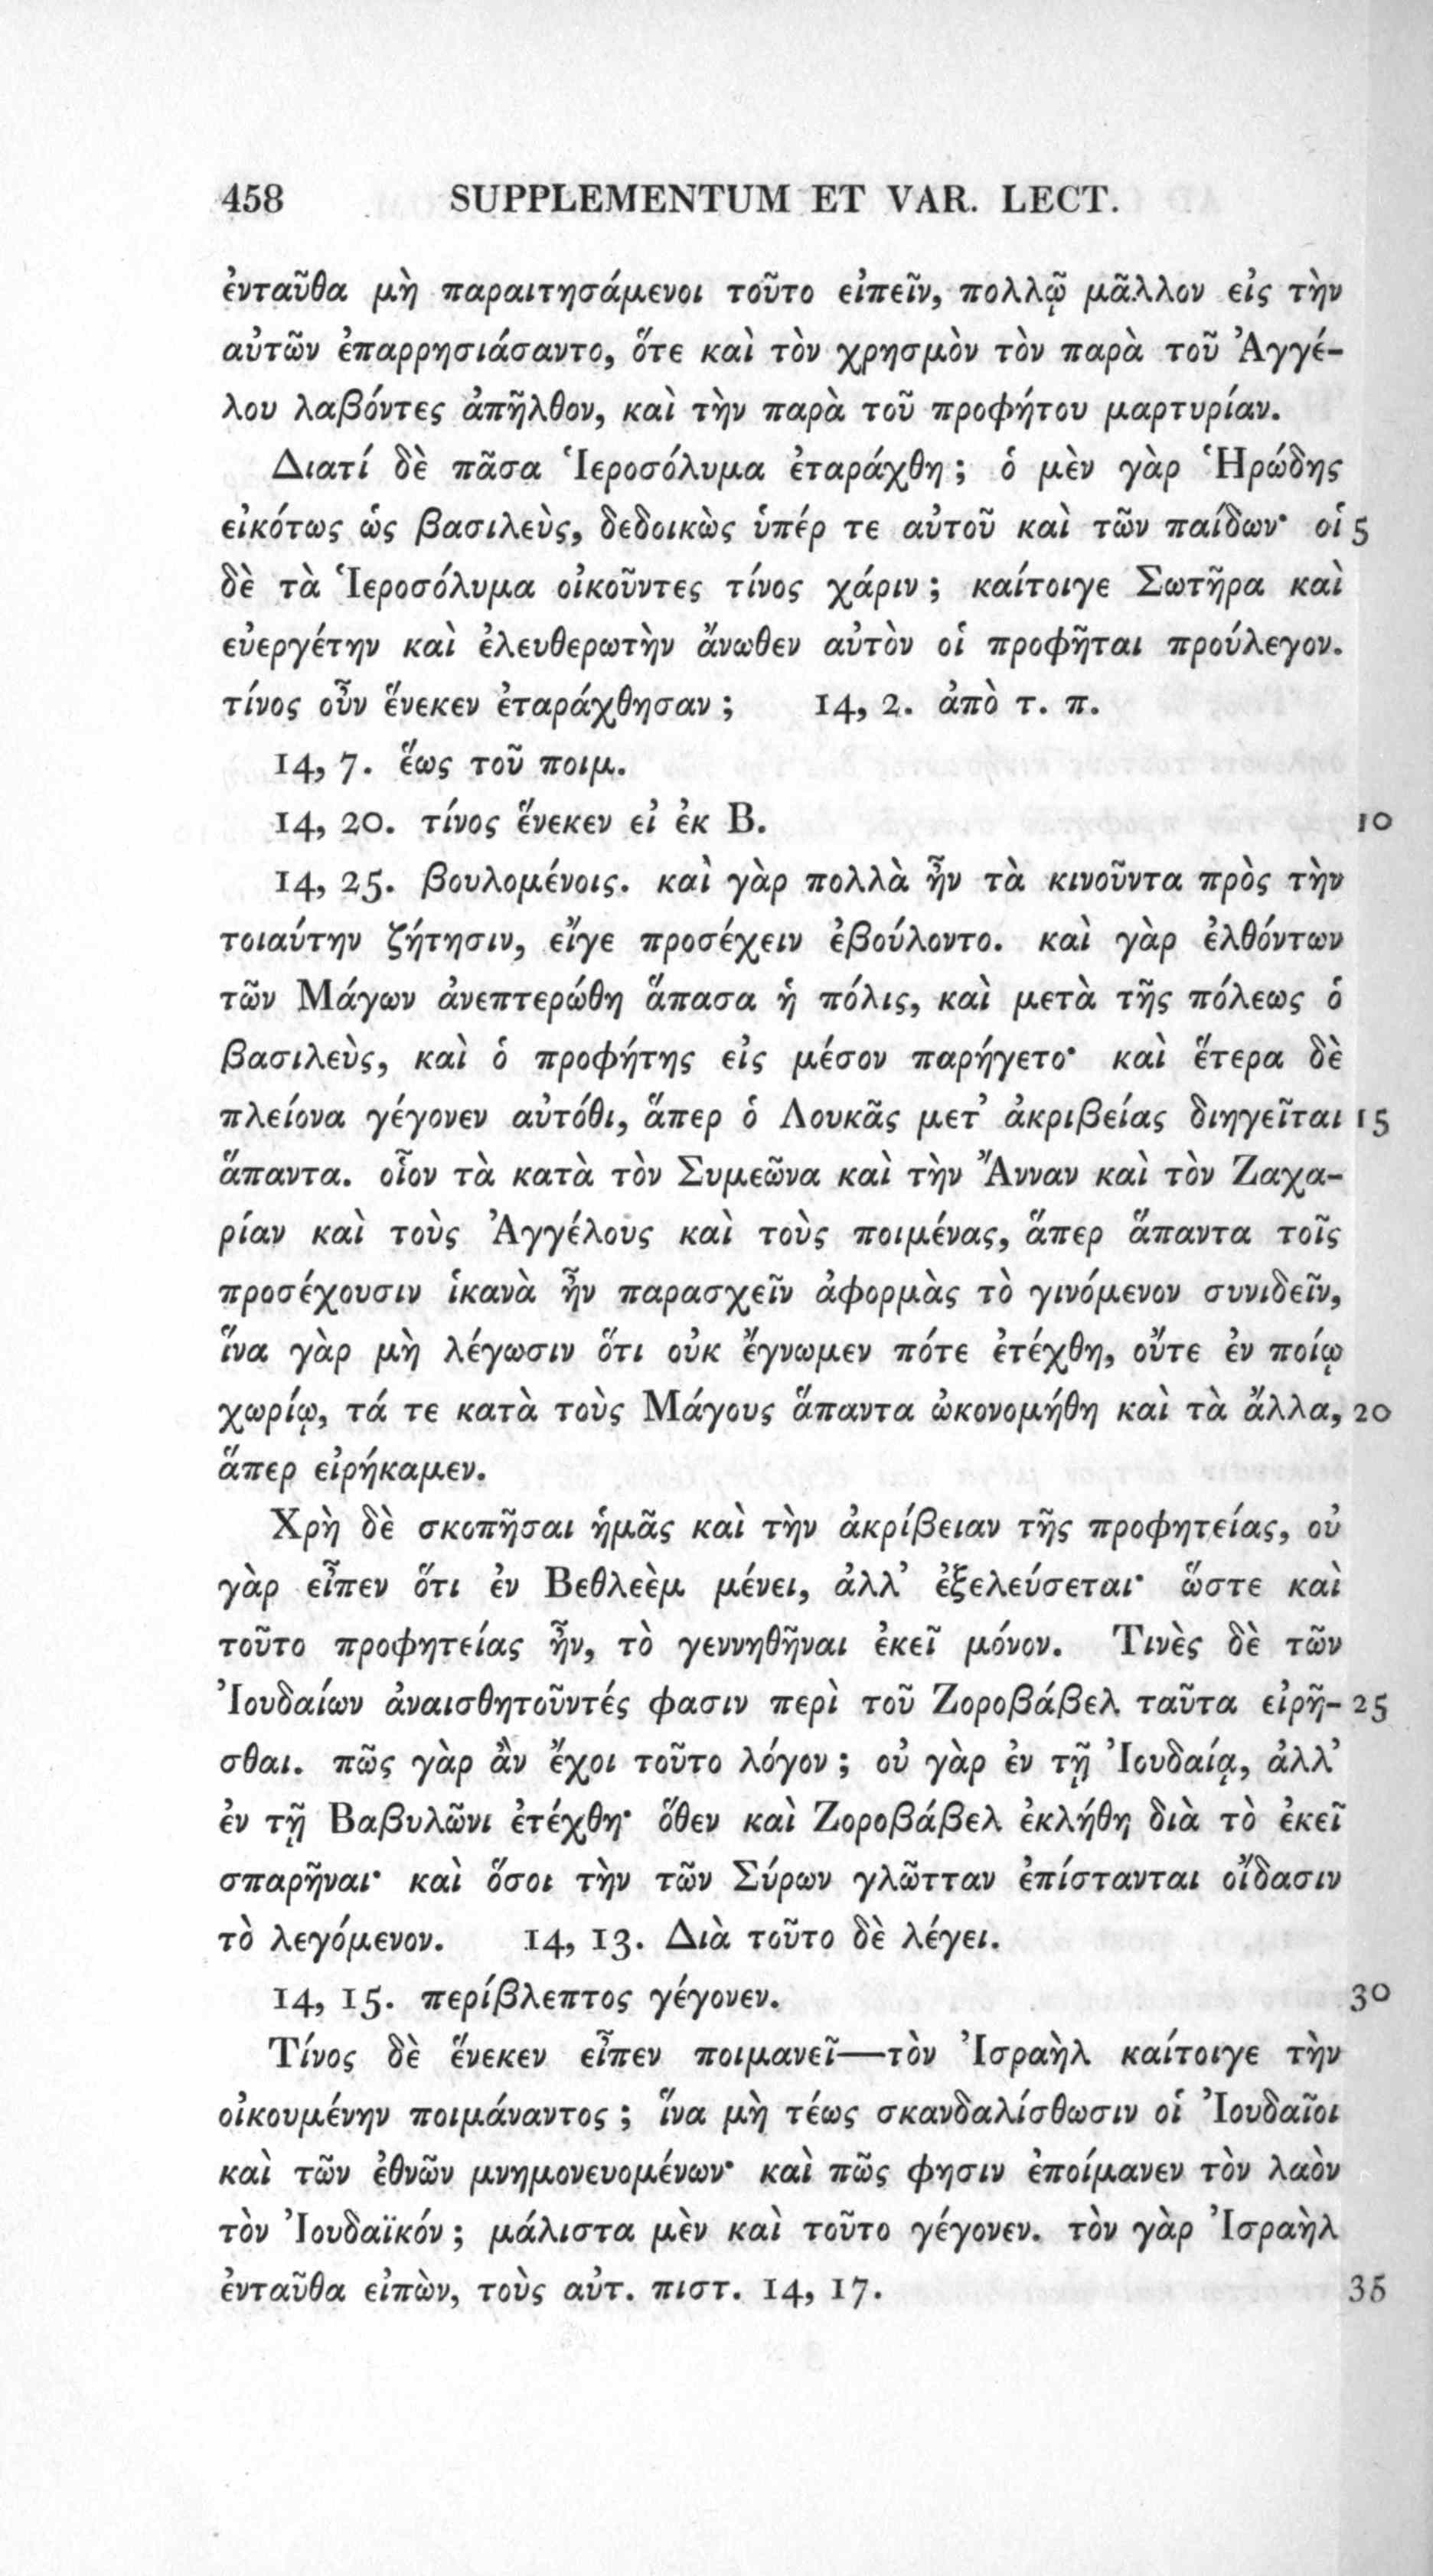 458 SUPPLEMENTUM ET VAR. LECT.
ἐνταῦθα μὴ παραιτησάμενοι τοῦτο εἰπεῖν, πολλῷ μᾶλλον εἰς τὴν
αὐτῶν ἐπαρρησιάσαντο, ὅτε καὶ τὸν χρησμὸν τὸν παρὰ τοῦ Ἀγγέ-
λου λαβόντες ἀπῆλθον, καὶ τὴν παρὰ τοῦ προφήτου μαρτυρίαν.
Διατί δὲ πᾶσα Ἱεροσόλυμα ἐταράχθη; ὁ μὲν γὰρ Ἡρώδης
εἰκότως ὡς βασιλεὺς, δεδοικὼς ὑπέρ τε αὐτοῦ καὶ τῶν παίδων· οἱ 5
δὲ τὰ Ἱεροσόλυμα οἰκοῦντες τίνος χάριν; καίτοιγε Σωτῆρα καὶ
εὐεργέτην καὶ ἐλευθερωτὴν ἄνωθεν αὐτὸν οἱ προφῆται προύλεγον.
τίνος οὖν ἕνεκεν ἐταράχθησαν; 14, 2. ἀπὸ τ. π.
14, 7. ἕως τοῦ ποιμ.
14, 20. τίνος ἕνεκεν εἰ ἐκ Β. 10
14, 25. βουλομένοις. καὶ γὰρ πολλὰ ἦν τὰ κινοῦντα πρὸς τὴν
τοιαύτην ζήτησιν, εἴγε προσέχειν ἐβούλοντο. καὶ γὰρ ἐλθόντων
τῶν Μάγων ἀνεπτερώθη ἅπασα ἡ πόλις, καὶ μετὰ τῆς πόλεως ὁ
βασιλεὺς, καὶ ὁ προφήτης εἰς μέσον παρήγετο· καὶ ἕτερα δὲ
πλείονα γέγονεν αὐτόθι, ἅπερ ὁ Λουκᾶς μετ’ ἀκριβείας διηγεῖται 15
ἅπαντα. οἷον τὰ κατὰ τὸν Συμεῶνα καὶ τὴν Ἄνναν καὶ τὸν Ζαχα-
ρίαν καὶ τοὺς Ἀγγέλους καὶ τοὺς ποιμένας, ἅπερ ἅπαντα τοῖς
προσέχουσιν ἱκανὰ ἦν παρασχεῖν ἀφορμὰς τὸ γινόμενον συνιδεῖν,
ἵνα γὰρ μὴ λέγωσιν ὅτι οὐκ ἔγνωμεν πότε ἐτέχθη, οὔτε ἐν ποίῳ
χωρίῳ, τά τε κατὰ τοὺς Μάγους ἅπαντα ὠκονομήθη καὶ τὰ ἄλλα, 20
ἅπερ εἰρήκαμεν.
Χρὴ δὲ σκοπῆσαι ἡμᾶς καὶ τὴν ἀκρίβειαν τῆς προφητείας, οὐ
γὰρ εἶπεν ὅτι ἐν Βεθλεὲμ μένει, ἀλλ’ ἐξελεύσεται· ὥστε καὶ
τοῦτο προφητείας ἦν, τὸ γεννηθῆναι ἐκεῖ μόνον. Τινὲς δὲ τῶν
Ἰουδαίων ἀναισθητοῦντές φασιν περὶ τοῦ Ζοροβάβελ ταῦτα εἰρῆ- 25
σθαι. πῶς γὰρ ἂν ἔχοι τοῦτο λόγον; οὐ γὰρ ἐν τῇ Ἰουδαίᾳ, ἀλλ’
ἐν τῇ Βαβυλῶνι ἐτέχθη· ὅθεν καὶ Ζοροβάβελ ἐκλήθη διὰ τὸ ἐκεῖ
σπαρῆναι· καὶ ὅσοι τὴν τῶν Σύρων γλῶτταν ἐπίστανται οἴδασιν
τὸ λεγόμενον. 14, 13. Διὰ τοῦτο δὲ λέγει.
14, 15. περίβλεπτος γέγονεν. 30
Τίνος δὲ ἕνεκεν εἶπεν ποιμανεῖ—τὸν Ἰσραὴλ καίτοιγε τὴν
οἰκουμένην ποιμάναντος; ἵνα μὴ τέως σκανδαλίσθωσιν οἱ Ἰουδαῖοι
καὶ τῶν ἐθνῶν μνημονευομένων· καὶ πῶς φησιν ἐποίμανεν τὸν λαὸν
τὸν Ἰουδαϊκόν; μάλιστα μὲν καὶ τοῦτο γέγονεν. τὸν γὰρ Ἰσραὴλ
ἐνταῦθα εἰπὼν, τοὺς αὐτ. πιστ. 14, 17. 35